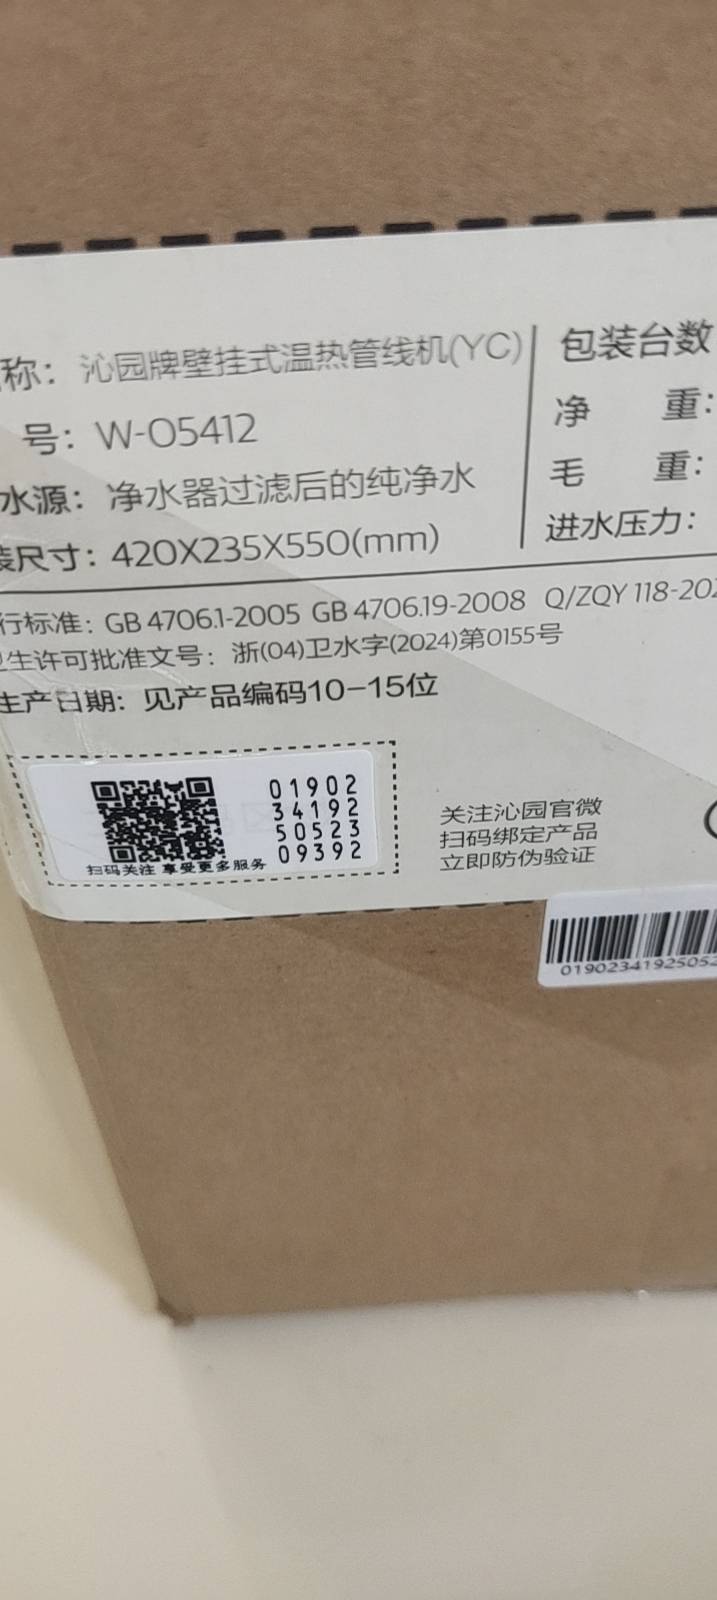 称：沁园牌壁挂式温热管线机(YC)
号：W-05412
水源：净水器过滤后的纯净水
装尺寸：420X235X550(mm)
包装台数
净 重：
毛 重：
进水压力：
行标准：GB 4706.1-2005 GB 4706.19-2008 Q/ZQY 118-202
卫生许可批准文号：浙(04)卫水字(2024)第0155号
生产日期：见产品编码10-15位
01902
34192
50523
09392
扫码关注 享受更多服务
关注沁园官微
扫码绑定产品
立即防伪验证
01902341925052